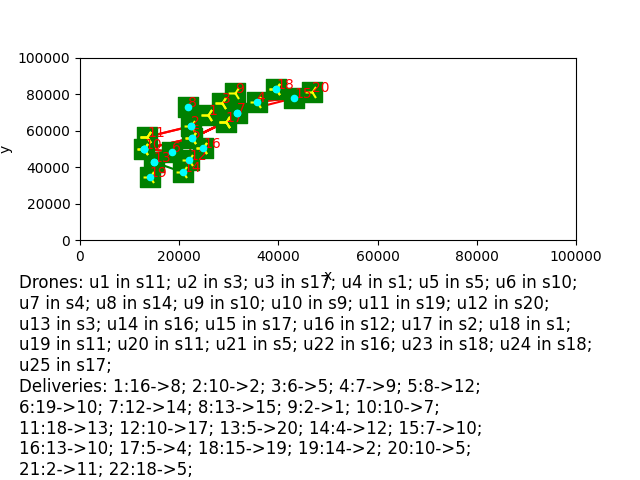 100000
80000
60000
40000
20000
0
0 20000 40000 60000 80000 100000
x
y
Drones: u1 in s11; u2 in s3; u3 in s17; u4 in s1; u5 in s5; u6 in s10;
u7 in s4; u8 in s14; u9 in s10; u10 in s9; u11 in s19; u12 in s20;
u13 in s3; u14 in s16; u15 in s17; u16 in s12; u17 in s2; u18 in s1;
u19 in s11; u20 in s11; u21 in s5; u22 in s16; u23 in s18; u24 in s18;
u25 in s17;
Deliveries: 1:16->8; 2:10->2; 3:6->5; 4:7->9; 5:8->12;
6:19->10; 7:12->14; 8:13->15; 9:2->1; 10:10->7;
11:18->13; 12:10->17; 13:5->20; 14:4->12; 15:7->10;
16:13->10; 17:5->4; 18:15->19; 19:14->2; 20:10->5;
21:2->11; 22:18->5;